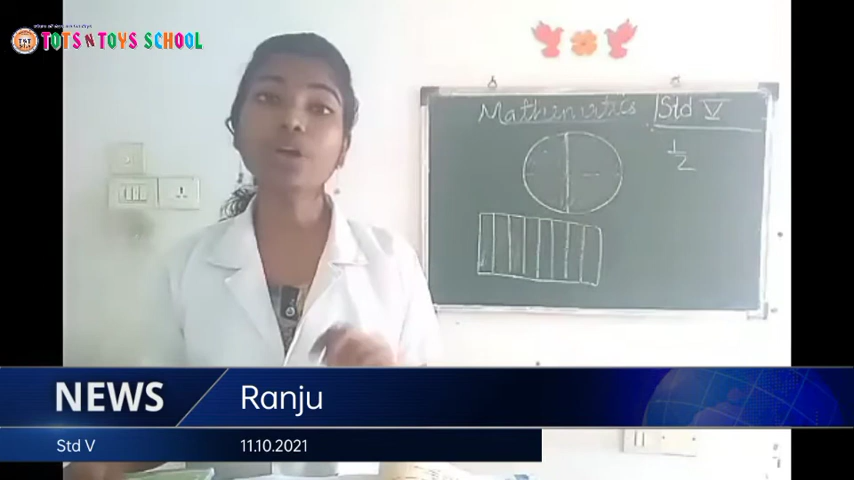 TOTS N TOYS SCHOOL
Mathematics Std V
1/2
NEWS Ranju
Std V 11.10.2021